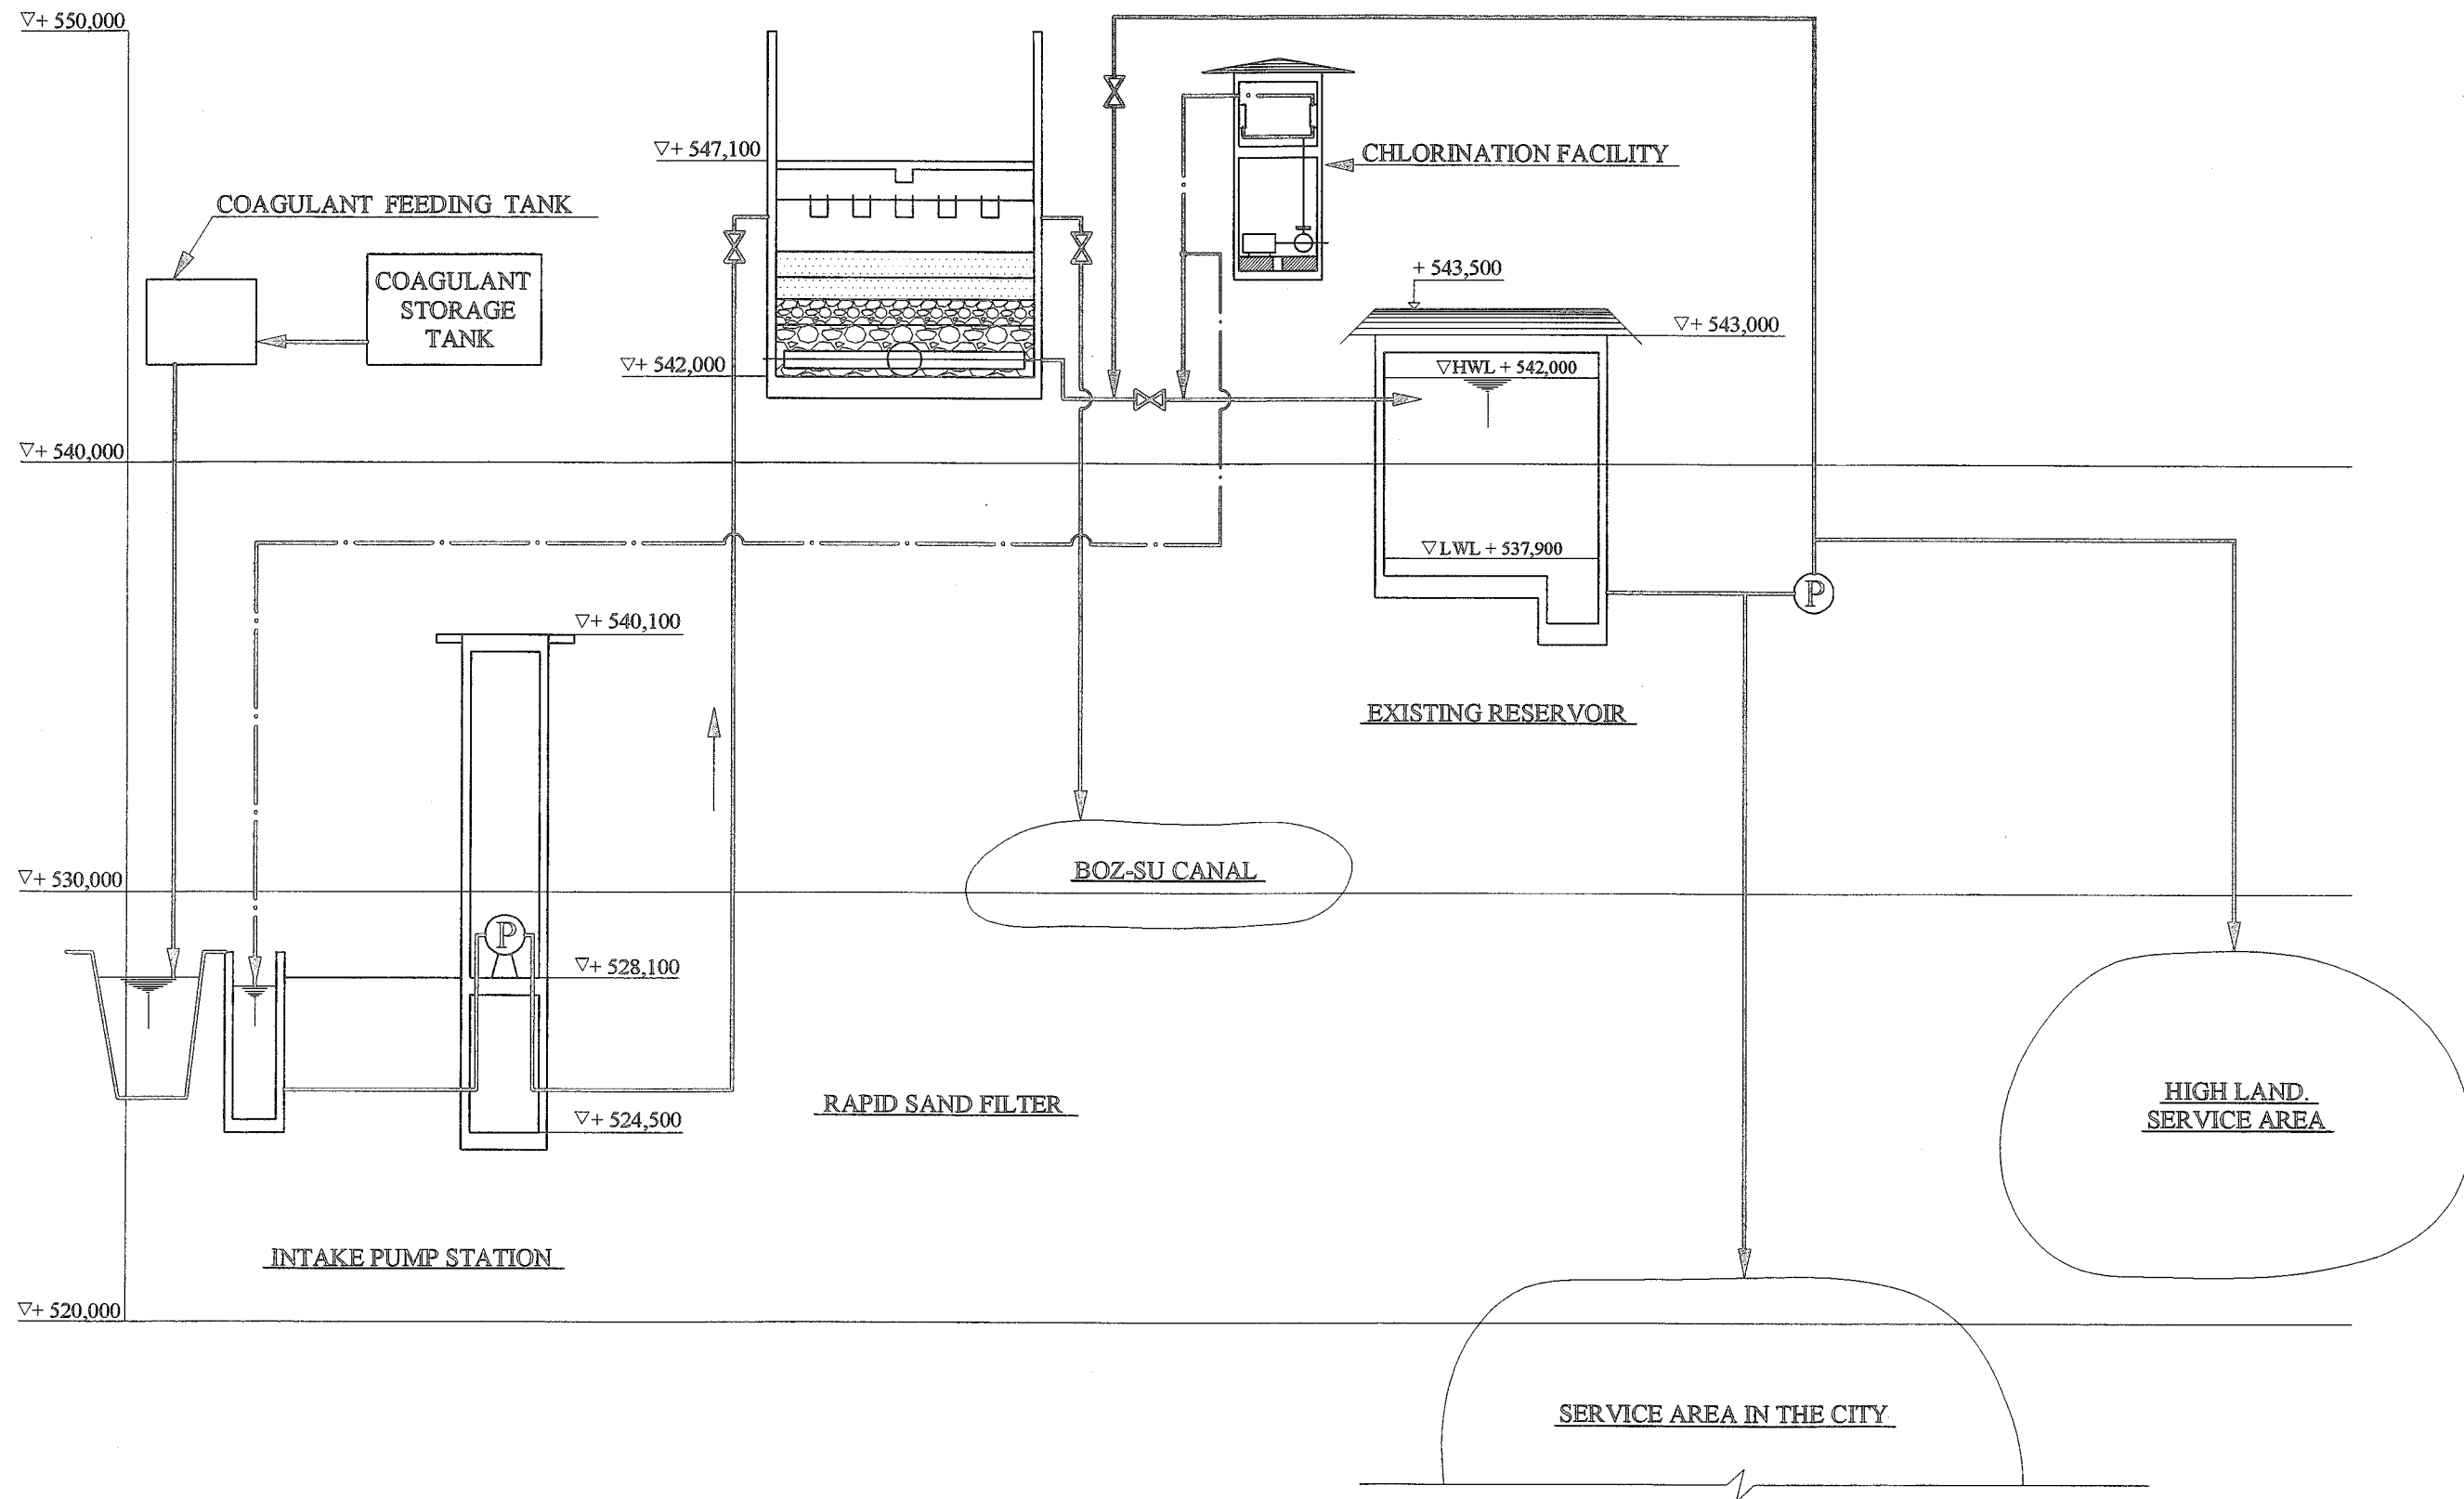 ▽+ 550,000
▽+ 547,100
CHLORINATION FACILITY
COAGULANT FEEDING TANK
COAGULANT
STORAGE
TANK
+ 543,500
▽+ 543,000
▽+ 542,000
▽HWL + 542,000
▽+ 540,000
▽LWL + 537,900
P
▽+ 540,100
EXISTING RESERVOIR
BOZ-SU CANAL
▽+ 530,000
P
▽+ 528,100
HIGH LAND.
SERVICE AREA
RAPID SAND FILTER
▽+ 524,500
INTAKE PUMP STATION
▽+ 520,000
SERVICE AREA IN THE CITY